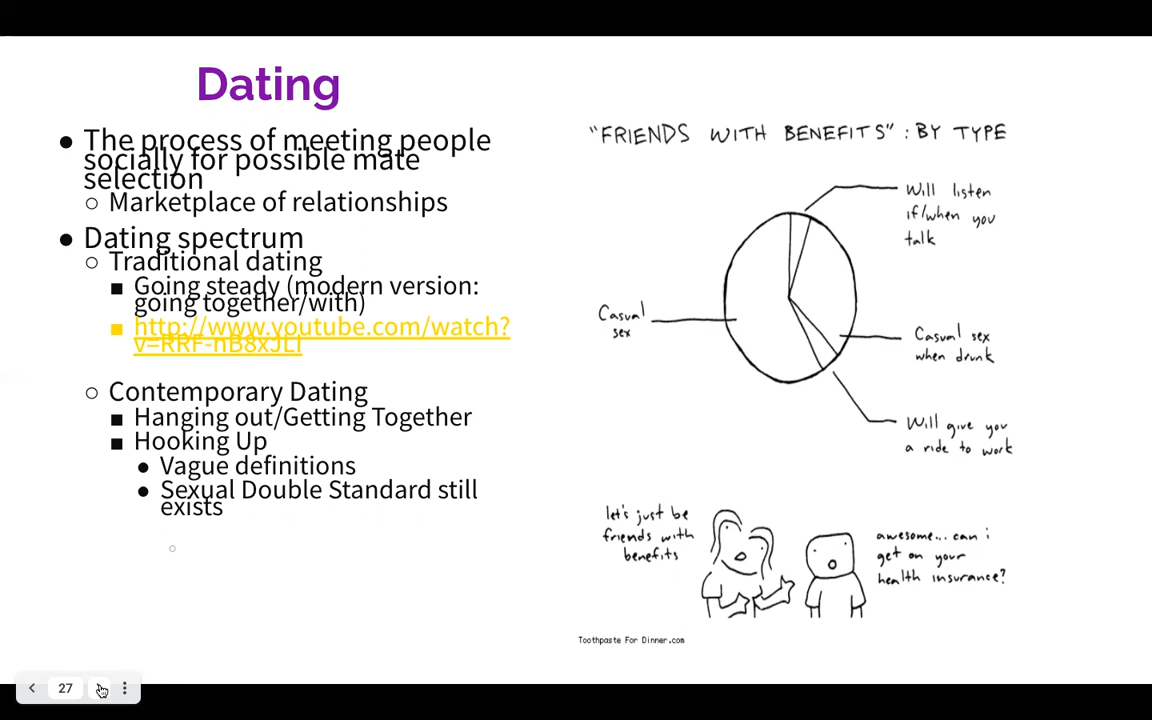 Dating
● The process of meeting people
socially for possible mate
selection
○ Marketplace of relationships
● Dating spectrum
○ Traditional dating
■ Going steady (modern version:
going together/with)
■ http://www.youtube.com/watch?
v=RRF-nB8xJLI
○ Contemporary Dating
■ Hanging out/Getting Together
■ Hooking Up
● Vague definitions
● Sexual Double Standard still
exists
"FRIENDS WITH BENEFITS" : BY TYPE
Will listen
if/when you
talk
Casual
sex
Casual sex
when drunk
Will give you
a ride to work
let's just be
friends with
benefits
awesome... can i
get on your
health insurance?
Toothpaste For Dinner.com
27